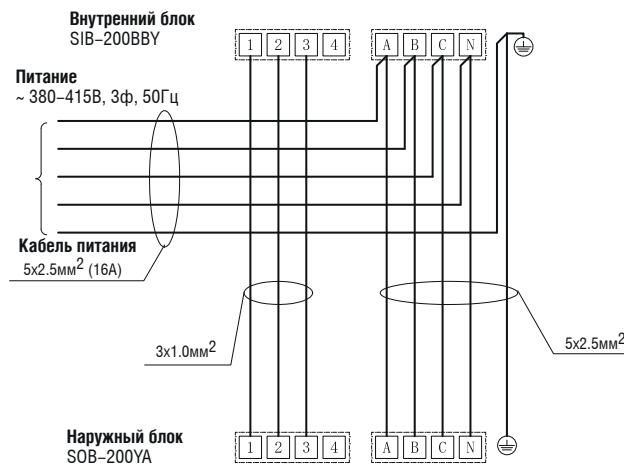 Внутренний блок
SIB–200BBY
1 2 3 4 A B C N
Питание
~ 380–415В, 3ф, 50Гц
Кабель питания
5x2.5мм² (16А)
3x1.0мм²
5x2.5мм²
Наружный блок
SOB–200YA
1 2 3 4 A B C N